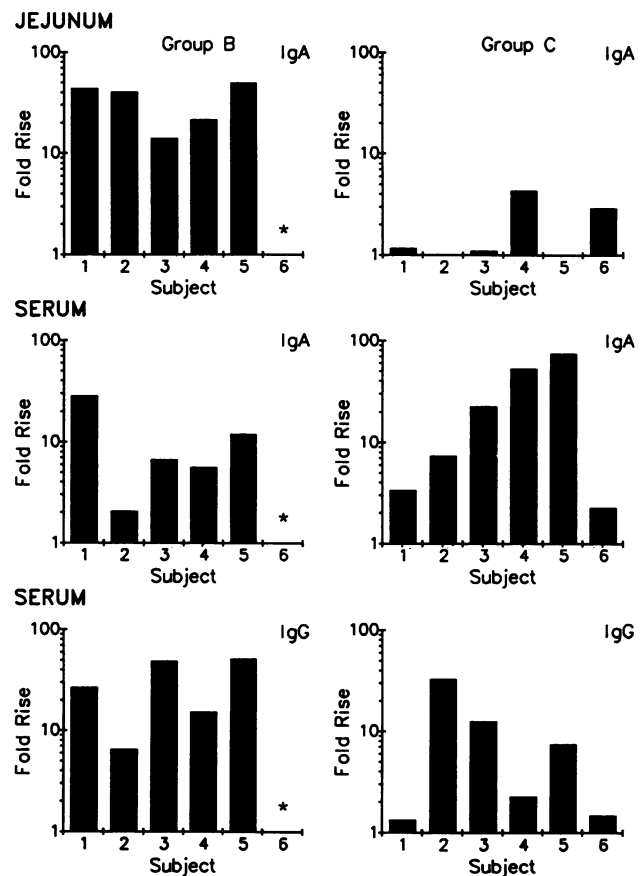 JEJUNUM
Group B
IgA
Group C
IgA
100
10
1
Fold Rise
*
1 2 3 4 5 6
Subject
100
10
1
Fold Rise
1 2 3 4 5 6
Subject
SERUM
IgA
100
10
1
Fold Rise
*
1 2 3 4 5 6
Subject
IgA
100
10
1
Fold Rise
1 2 3 4 5 6
Subject
SERUM
IgG
100
10
1
Fold Rise
*
1 2 3 4 5 6
Subject
IgG
100
10
1
Fold Rise
1 2 3 4 5 6
Subject